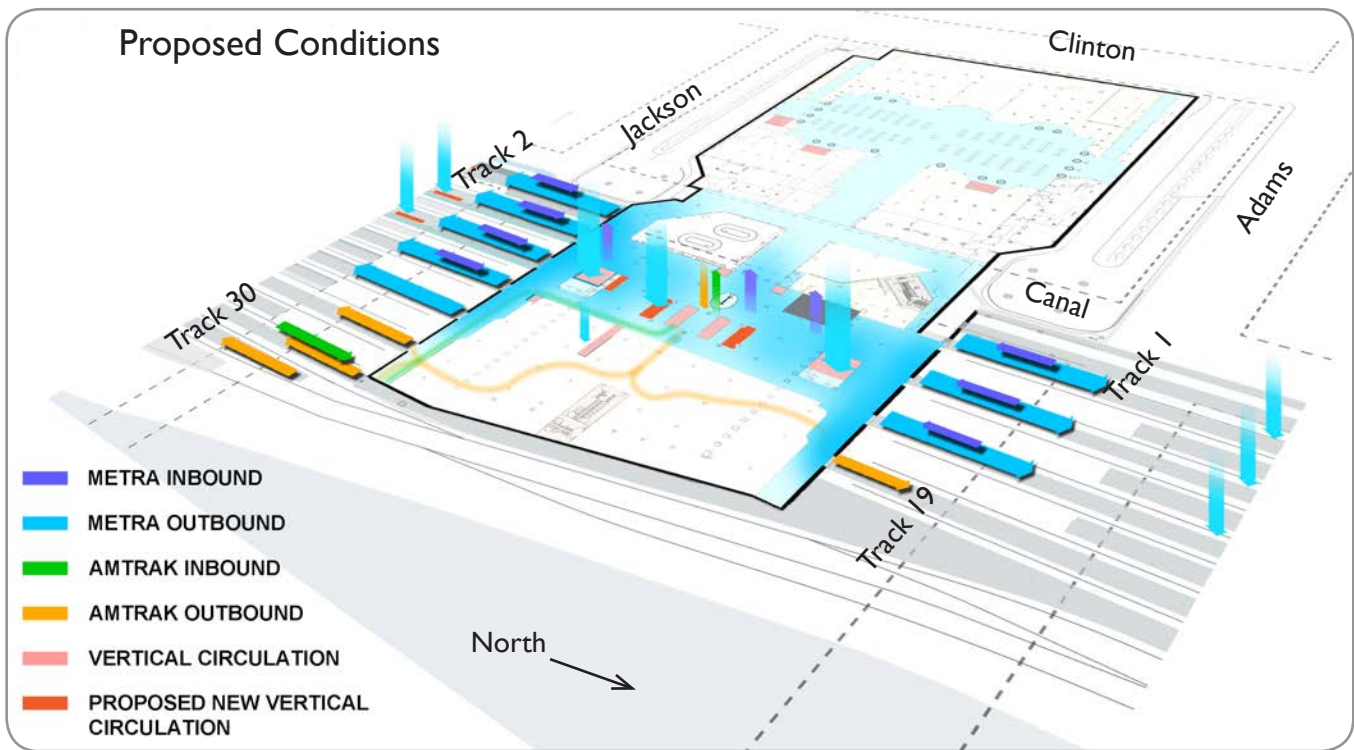 Proposed Conditions
Clinton
Jackson
Track 2
Adams
Canal
Track 1
Track 30
Track 19
North
METRA INBOUND
METRA OUTBOUND
AMTRAK INBOUND
AMTRAK OUTBOUND
VERTICAL CIRCULATION
PROPOSED NEW VERTICAL
CIRCULATION